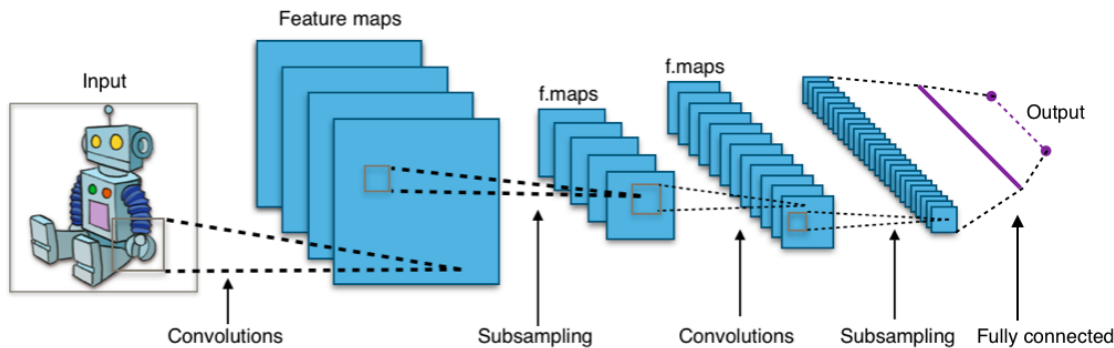 Feature maps
Input
f.maps
f.maps
Output
Convolutions
Subsampling
Convolutions
Subsampling
Fully connected